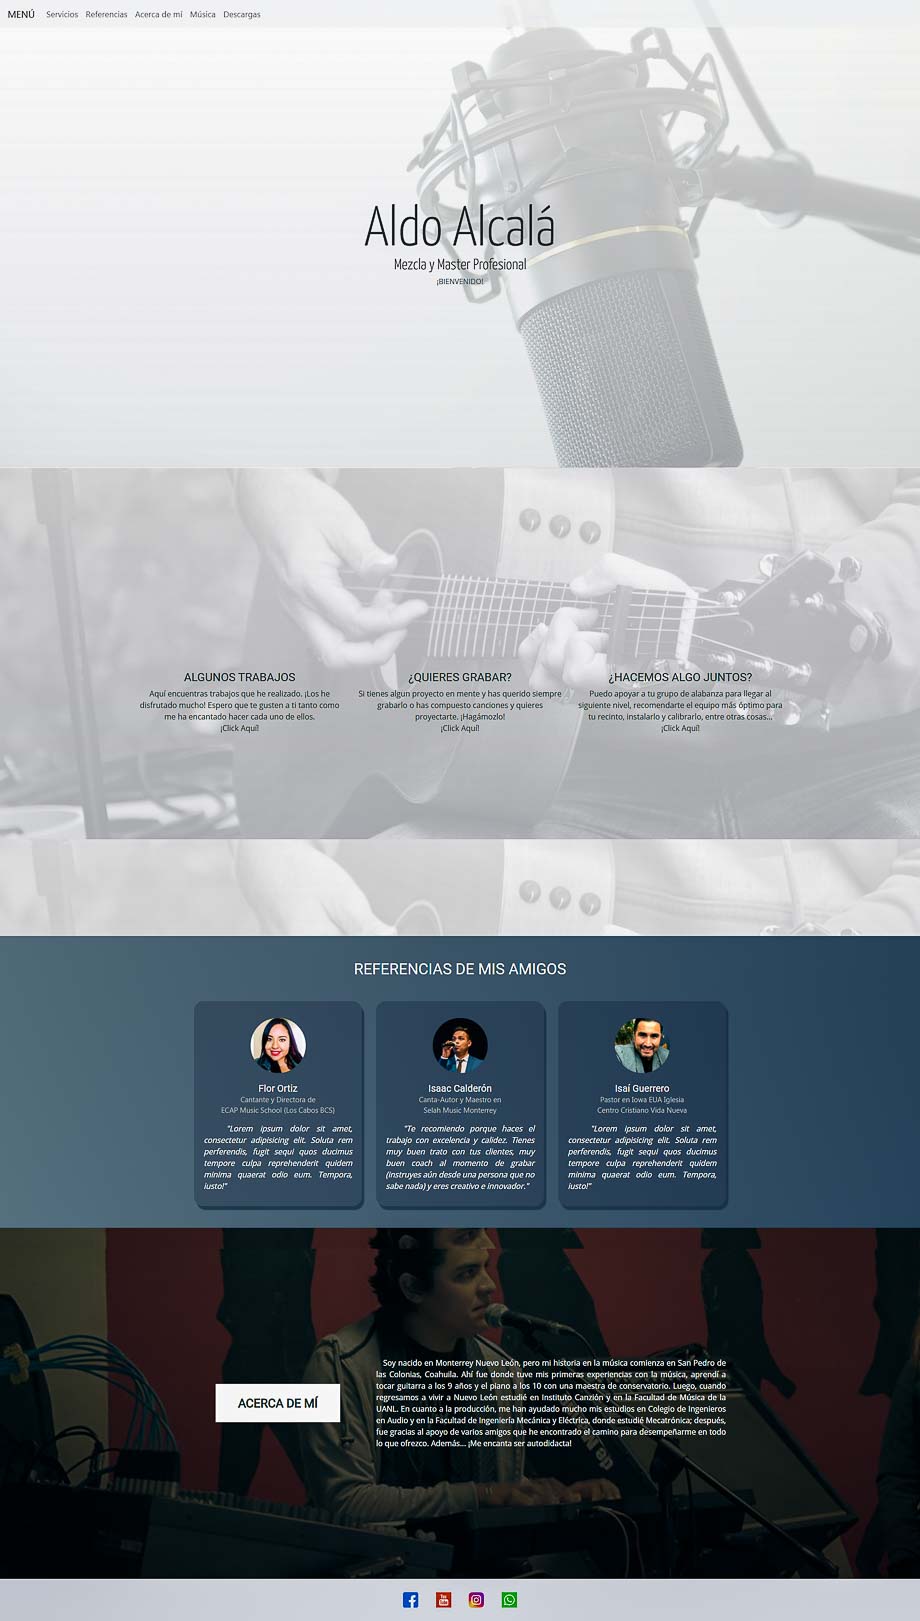 MENÚ Servicios Referencias Acerca de mí Música Descargas
Aldo Alcalá
Mezcla y Master Profesional
¡BIENVENIDO!
ALGUNOS TRABAJOS
Aquí encuentras trabajos que he realizado. ¡Los he
disfrutado mucho! Espero que te gusten a ti tanto como
me ha encantado hacer cada uno de ellos.
¡Click Aquí!
¿QUIERES GRABAR?
Si tienes algun proyecto en mente y has querido siempre
grabarlo o has compuesto canciones y quieres
proyectarte. ¡Hagámozlo!
¡Click Aquí!
¿HACEMOS ALGO JUNTOS?
Puedo apoyar a tu grupo de alabanza para llegar al
siguiente nivel, recomendarte el equipo más óptimo para
tu recinto, instalarlo y calibrarlo, entre otras cosas...
¡Click Aquí!
REFERENCIAS DE MIS AMIGOS
Flor Ortiz
Cantante y Directora de
ECAP Music School (Los Cabos BCS)
"Lorem ipsum dolor sit amet,
consectetur adipisicing elit. Soluta rem
perferendis, fugit sequi quos ducimus
tempore culpa reprehenderit quidem
minima quaerat odio eum. Tempora,
iusto!"
Isaac Calderón
Canta-Autor y Maestro en
Selah Music Monterrey
"Te recomiendo porque haces el
trabajo con excelencia y calidez. Tienes
muy buen trato con tus clientes, muy
buen coach al momento de grabar
(instruyes aún desde una persona que no
sabe nada) y eres creativo e innovador."
Isaí Guerrero
Pastor en Iowa EUA Iglesia
Centro Cristiano Vida Nueva
"Lorem ipsum dolor sit amet,
consectetur adipisicing elit. Soluta rem
perferendis, fugit sequi quos ducimus
tempore culpa reprehenderit quidem
minima quaerat odio eum. Tempora,
iusto!"
ACERCA DE MÍ
Soy nacido en Monterrey Nuevo León, pero mi historia en la música comienza en San Pedro de
las Colonias, Coahuila. Ahí fue donde tuve mis primeras experiencias con la música, aprendí a
tocar guitarra a los 9 años y el piano a los 10 con una maestra de conservatorio. Luego, cuando
regresamos a vivir a Nuevo León estudié en Instituto Canzión y en la Facultad de Música de la
UANL. En cuanto a la producción, me han ayudado mucho mis estudios en Colegio de Ingenieros
en Audio y en la Facultad de Ingeniería Mecánica y Eléctrica, donde estudié Mecatrónica; después,
fue gracias al apoyo de varios amigos que he encontrado el camino para desempeñarme en todo
lo que ofrezco. Además... ¡Me encanta ser autodidacta!